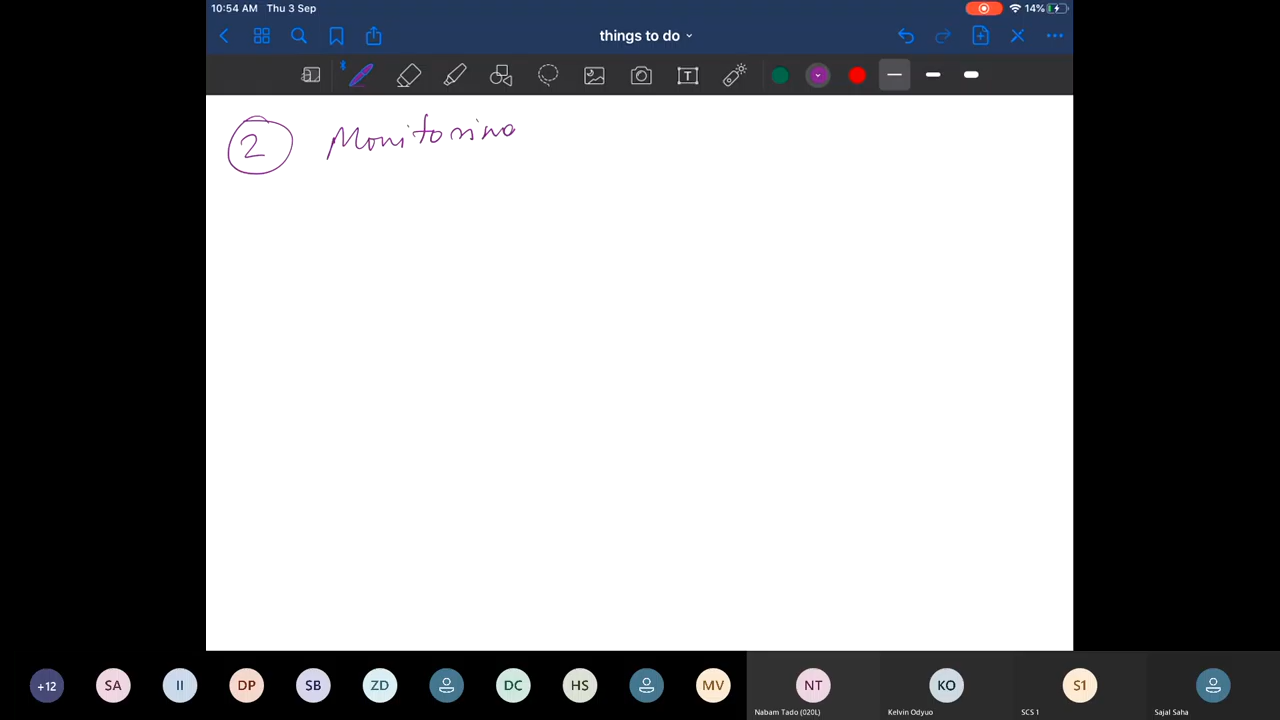 10:54 AM Thu 3 Sep 14%
things to do
T
2 Monitorina
+12 SA II DP SB ZD DC HS MV NT KO S1
Nabam Tado (020L) Kelvin Odyuo SCS 1 Sajal Saha